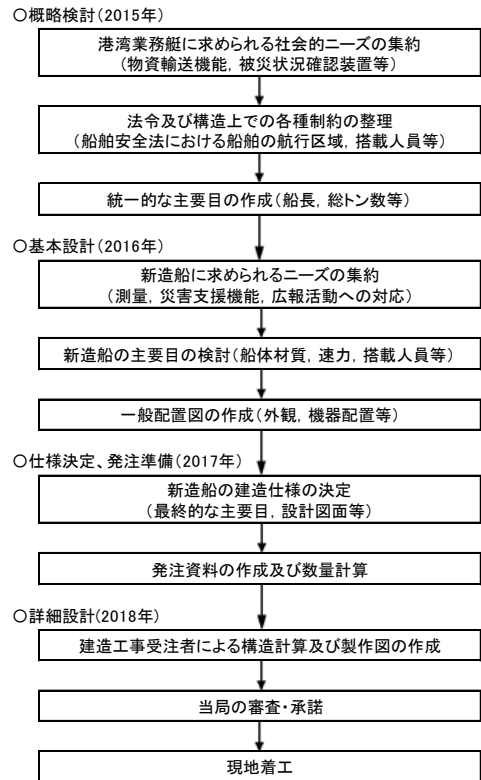 ○概略検討(2015年)
港湾業務艇に求められる社会的ニーズの集約
(物資輸送機能, 被災状況確認装置等)
法令及び構造上での各種制約の整理
(船舶安全法における船舶の航行区域, 搭載人員等)
統一的な主要目の作成(船長, 総トン数等)
○基本設計(2016年)
新造船に求められるニーズの集約
(測量, 災害支援機能, 広報活動への対応)
新造船の主要目の検討(船体材質, 速力, 搭載人員等)
一般配置図の作成(外観, 機器配置等)
○仕様決定、発注準備(2017年)
新造船の建造仕様の決定
(最終的な主要目, 設計図面等)
発注資料の作成及び数量計算
○詳細設計(2018年)
建造工事受注者による構造計算及び製作図の作成
当局の審査・承諾
現地着工